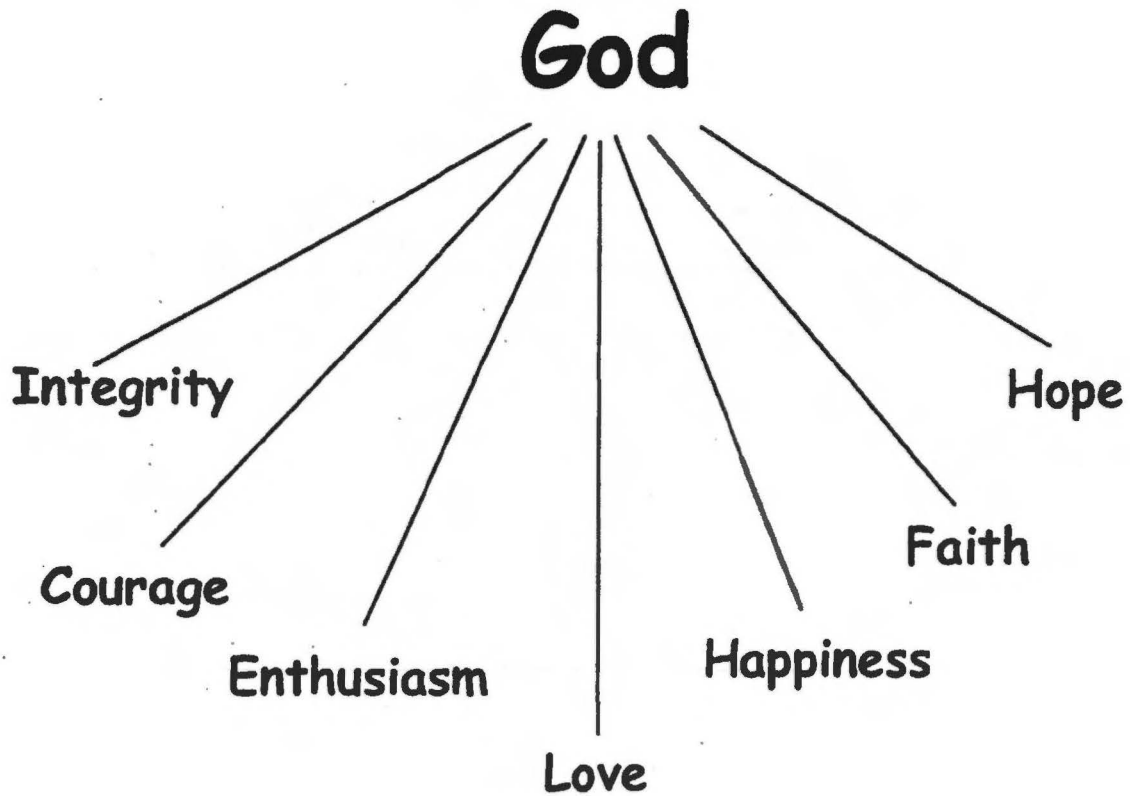 God
Integrity
Hope
Courage
Faith
Enthusiasm
Happiness
Love